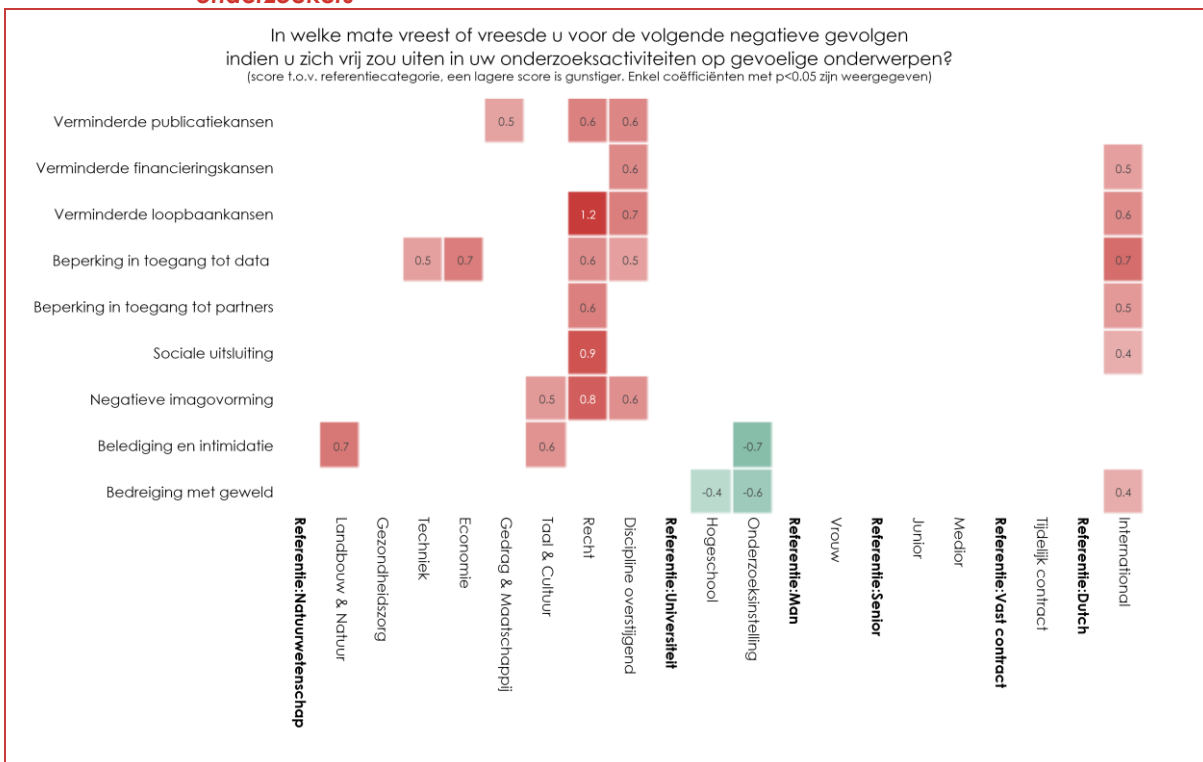 onderzoekers
In welke mate vreest of vreesde u voor de volgende negatieve gevolgen
indien u zich vrij zou uiten in uw onderzoeksactiviteiten op gevoelige onderwerpen?
(score t.o.v. referentiecategorie, een lagere score is gunstiger. Enkel coëfficiënten met p<0.05 zijn weergegeven)
Verminderde publicatiekansen 0.5 0.6 0.6
Verminderde financieringskansen 0.6 0.5
Verminderde loopbaankansen 1.2 0.7 0.6
Beperking in toegang tot data 0.5 0.7 0.6 0.5 0.7
Beperking in toegang tot partners 0.6 0.5
Sociale uitsluiting 0.9 0.4
Negatieve imagovorming 0.5 0.8 0.6
Belediging en intimidatie 0.7 0.6 -0.7
Bedreiging met geweld -0.4 -0.6 0.4
Referentie:Natuurwetenschap
Landbouw & Natuur
Gezondheidszorg
Techniek
Economie
Gedrag & Maatschappij
Taal & Cultuur
Recht
Discipline overstijgend
Referentie:Universiteit
Hogeschool
Onderzoeksinstelling
Referentie:Man
Vrouw
Referentie:Senior
Junior
Medior
Referentie:Vast contract
Tijdelijk contract
Referentie:Dutch
International